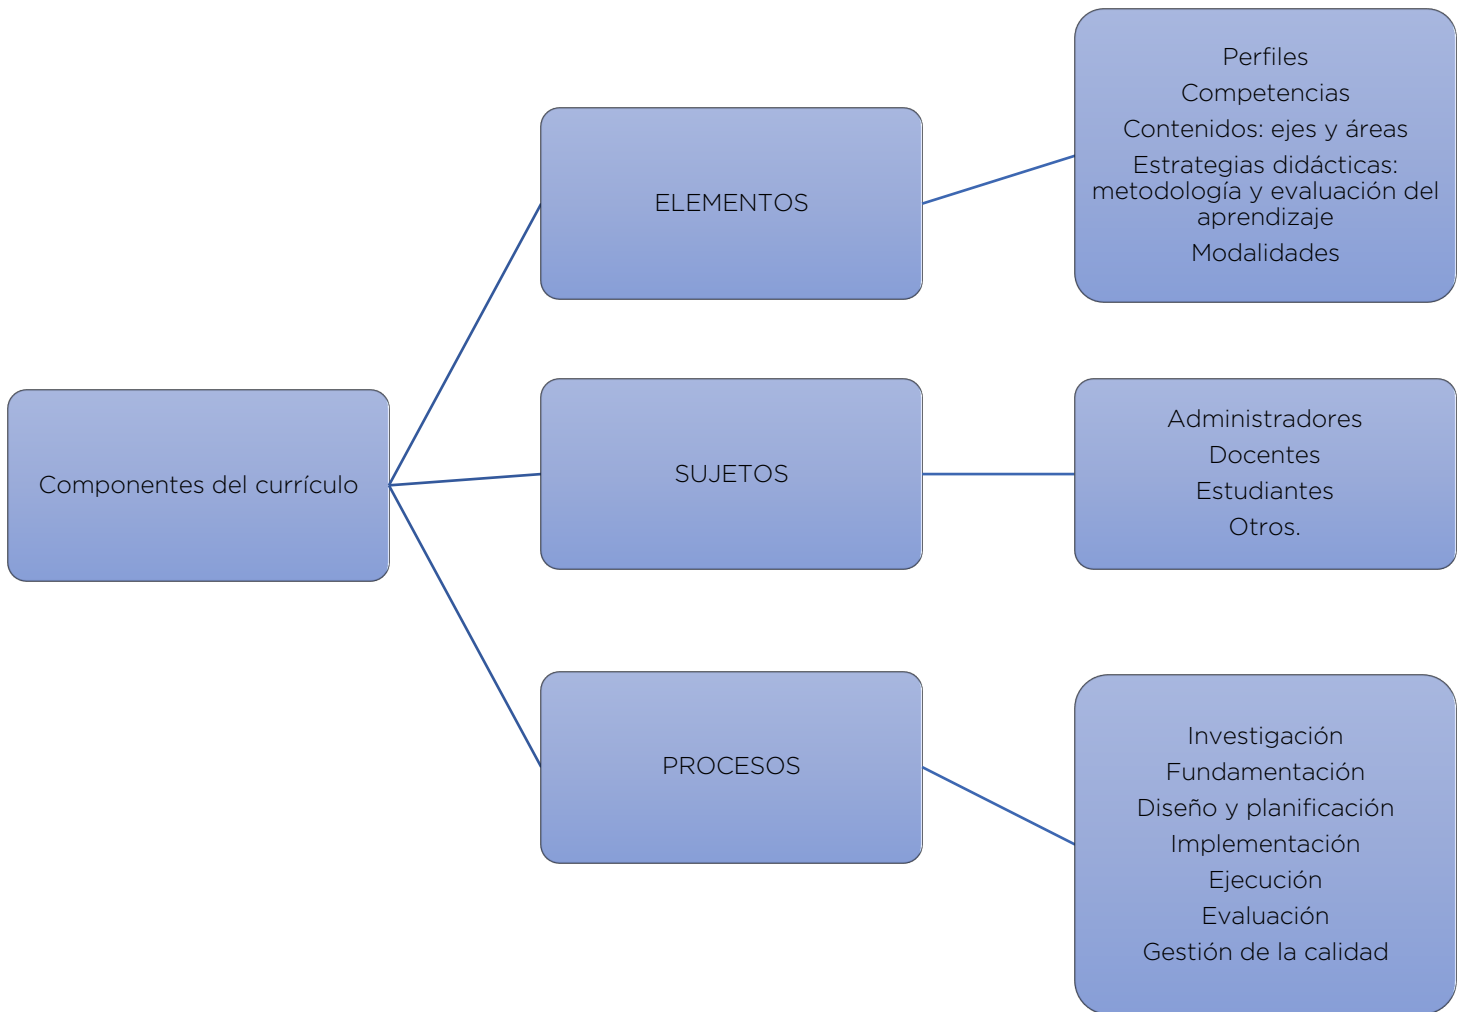 Componentes del currículo
ELEMENTOS
Perfiles
Competencias
Contenidos: ejes y áreas
Estrategias didácticas:
metodología y evaluación del
aprendizaje
Modalidades
SUJETOS
Administradores
Docentes
Estudiantes
Otros.
PROCESOS
Investigación
Fundamentación
Diseño y planificación
Implementación
Ejecución
Evaluación
Gestión de la calidad